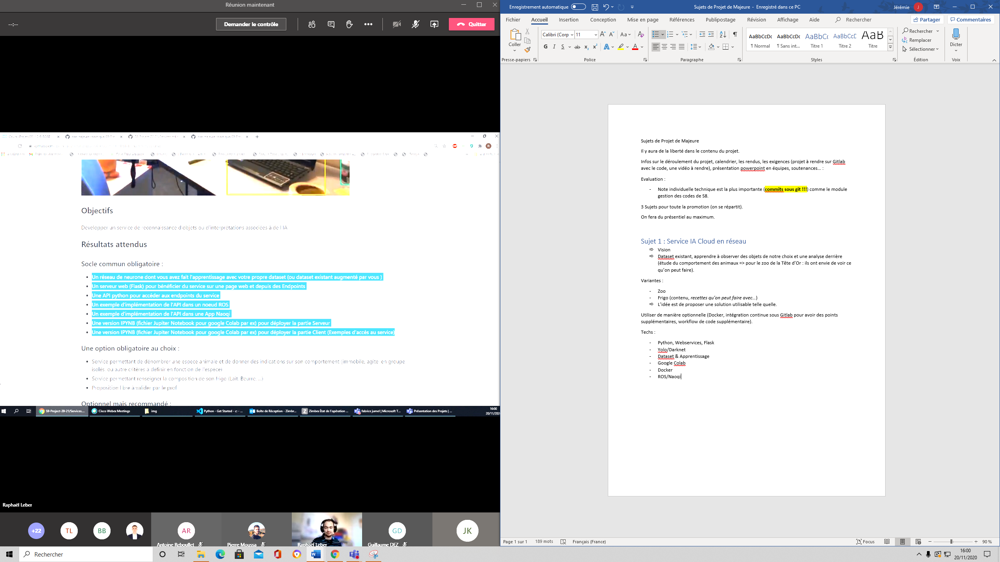 Réunion maintenant
--:--
Demander le contrôle
Quitter
Objectifs
Développer un service de reconnaissance d'objets ou d'interprétations associées à de l'IA
Résultats attendus
Socle commun obligatoire :
Un réseau de neurone dont vous avez fait l'apprentissage avec votre propre dataset (ou dataset existant augmenté par vous )
Un serveur web (Flask) pour bénéficier du service sur une page web et depuis des Endpoints
Une API python pour accéder aux endpoints du service
Un exemple d'implémentation de l'API dans un noeud ROS
Un exemple d'implémentation de l'API dans une App Naoqi
Une version IPYNB (fichier Jupiter Notebook pour google Colab par ex) pour déployer la partie Serveur
Une version IPYNB (fichier Jupiter Notebook pour google Colab par ex) pour déployer la partie Client (Exemples d'accès au service)
Une option obligatoire au choix :
Service permettant de dénombrer une espèce animale et de donner des indications sur son comportement (immobile, agité, en groupe,
isolés, ou autre critères à définir en fonction de l'espèce)
Service permettant renseigner la composition de son frigo (Lait, Beurre, ...)
Proposition libre à valider par le prof
Optionnel mais recommandé :
S9-Project-20-21/Services....
Cisco Webex Meetings
img
Python - Get Started - c: - ...
Boîte de Réception - Zimbr...
Zimbra État de l'opération ...
fabrice jumel | Microsoft T...
Présentation des Projets | ...
16:00
20/11/2020
Raphaël Leber
+22
TL
BB
AR
Antoine Reboullet
Pierre Moussa
Raphaël Leber
GD
Guillaume DEZ
JK
Enregistrement automatique
Sujets de Projet de Majeure - Enregistré dans ce PC
Jérémie
J
Fichier Accueil Insertion Conception Mise en page Références Publipostage Révision Affichage Aide Rechercher
Partager
Commentaires
Coller
Presse-papiers
Calibri (Corp
11
Police
Paragraphe
AaBbCcDc ¶ Normal
AaBbCcDc ¶ Sans int...
AaBbCc Titre 1
AaBbCcD Titre 2
AaB Titre
Styles
Rechercher
Remplacer
Sélectionner
Édition
Dicter
Voix
Sujets de Projet de Majeure
Il y aura de la liberté dans le contenu du projet.
Infos sur le déroulement du projet, calendrier, les rendus, les exigences (projet à rendre sur Gitlab
avec le code, une vidéo à rendre), présentation powerpoint en équipes, soutenances... :
Evaluation :
- Note individuelle technique est la plus importante (commits sous git !!!) comme le module
gestion des codes de S8.
3 Sujets pour toute la promotion (on se répartit).
On fera du présentiel au maximum.
Sujet 1 : Service IA Cloud en réseau
⇨ Vision
⇨ Dataset existant, apprendre à observer des objets de notre choix et une analyse derrière
(étude du comportement des animaux => pour le zoo de la Tête d'Or : ils ont envie de voir ce
qu'on peut faire).
Variantes :
- Zoo
- Frigo (contenu, recettes qu'on peut faire avec...)
⇨ L'idée est de proposer une solution utilisable telle quelle.
Utiliser de manière optionnelle (Docker, intégration continue sous Gitlab pour avoir des points
supplémentaires, workflow de code supplémentaire).
Techs :
- Python, Webservices, Flask
- Yolo/Darknet
- Dataset & Apprentissage
- Google Colab
- Docker
- ROS/Naoqi
Page 1 sur 1
189 mots
Français (France)
Focus
90 %
Rechercher
16:00
20/11/2020